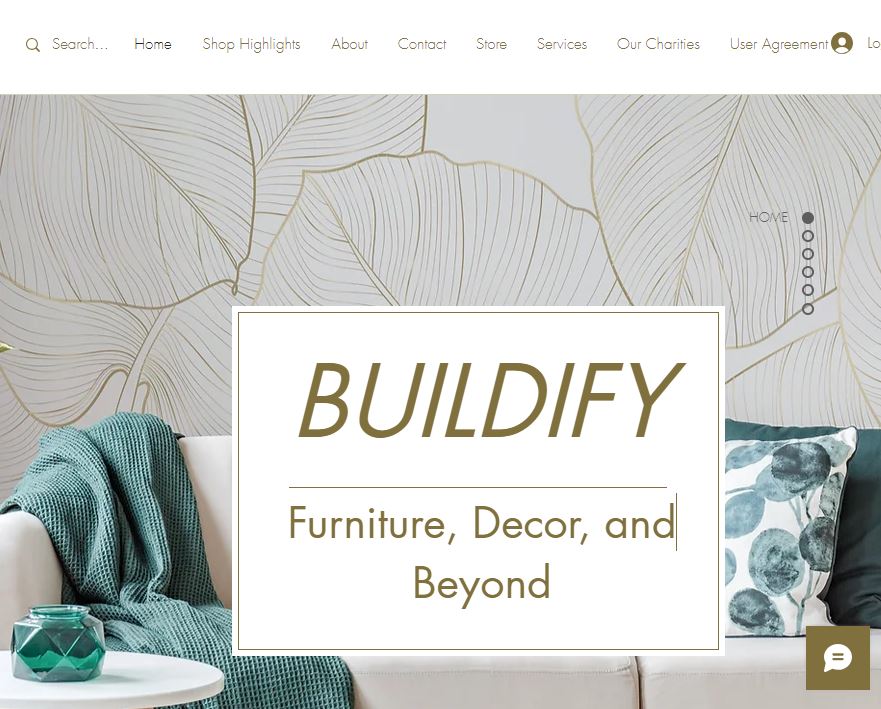 Search...
Home
Shop Highlights
About
Contact
Store
Services
Our Charities
User Agreement
Lo
HOME
BUILDIFY
Furniture, Decor, and
Beyond